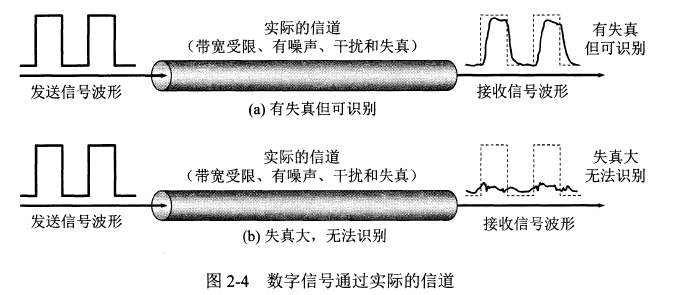 实际的信道
（带宽受限、有噪声、干扰和失真）
有失真
但可识别
发送信号波形
接收信号波形
(a) 有失真但可识别
实际的信道
（带宽受限、有噪声、干扰和失真）
失真大
无法识别
发送信号波形
接收信号波形
(b) 失真大，无法识别
图 2-4 数字信号通过实际的信道